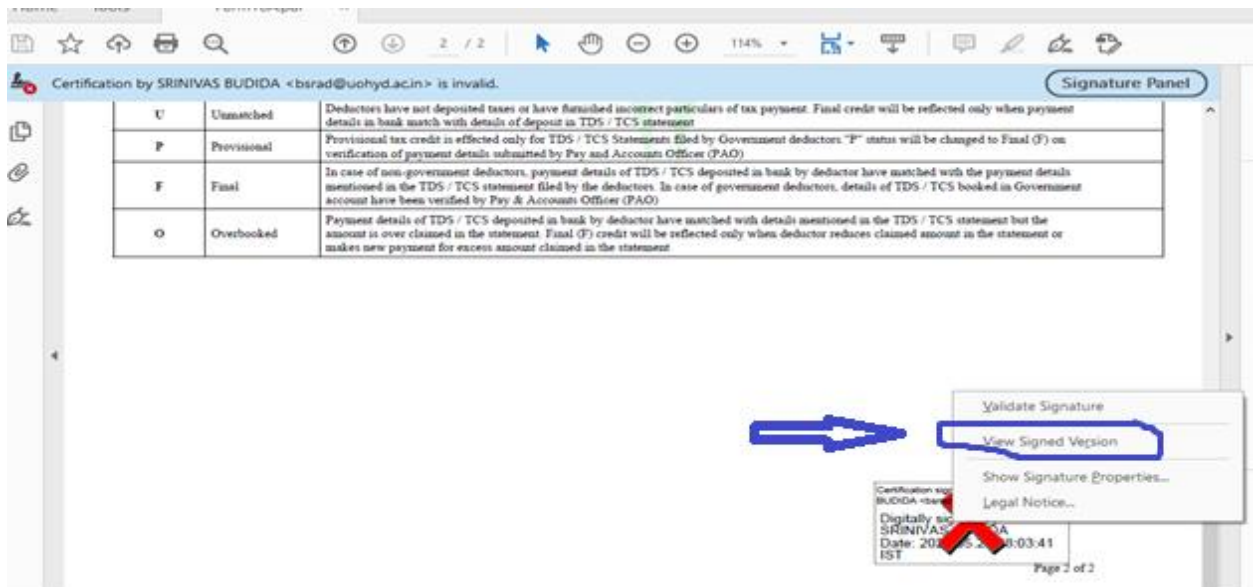 Home Tools
2 / 2 114%
Certification by SRINIVAS BUDIDA <bsrad@uohyd.ac.in> is invalid.
Signature Panel
U Unmatched Deductors have not deposited taxes or have furnished incorrect particulars of tax payment. Final credit will be reflected only when payment
details in bank match with details of deposit in TDS / TCS statement
P Provisional Provisional tax credit is effected only for TDS / TCS Statements filed by Government deductors."P" status will be changed to Final (F) on
verification of payment details submitted by Pay and Accounts Officer (PAO)
F Final In case of non-government deductors, payment details of TDS / TCS deposited in bank by deductor have matched with the payment details
mentioned in the TDS / TCS statement filed by the deductors. In case of government deductors, details of TDS / TCS booked in Government
account have been verified by Pay & Accounts Officer (PAO)
O Overbooked Payment details of TDS / TCS deposited in bank by deductor have matched with details mentioned in the TDS / TCS statement but the
amount is over claimed in the statement. Final (F) credit will be reflected only when deductor reduces claimed amount in the statement or
makes new payment for excess amount claimed in the statement
Validate Signature
View Signed Version
Show Signature Properties...
Legal Notice...
Certification
BUDIDA
Digitally
SRINIVAS
Date: 8:03:41
IST
Page 2 of 2